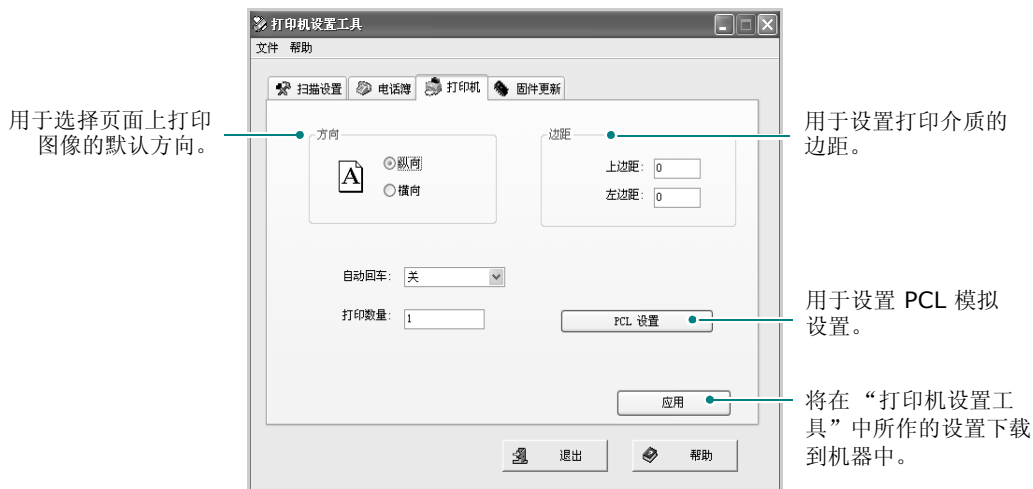 打印机设置工具
文件 帮助
扫描设置 电话簿 打印机 固件更新
用于选择页面上打印
图像的默认方向。
方向
A
纵向
横向
边距
上边距: 0
左边距: 0
用于设置打印介质的
边距。
自动回车: 关
打印数量: 1
PCL 设置
用于设置 PCL 模拟
设置。
应用
将在“打印机设置工
具”中所作的设置下载
到机器中。
退出 帮助